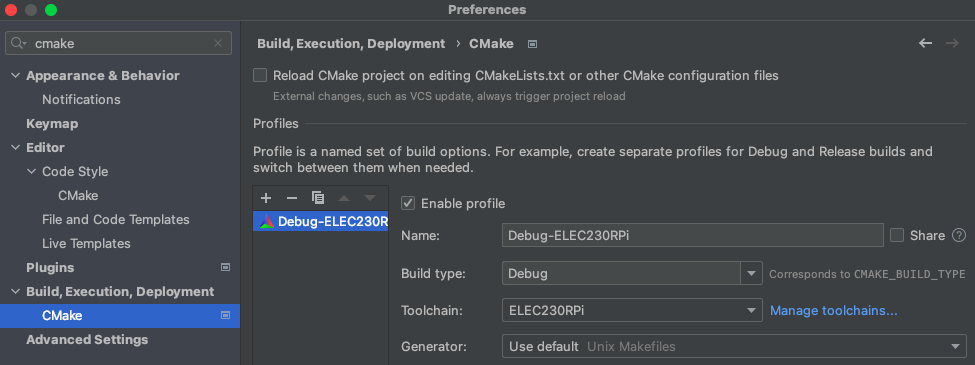 Preferences
cmake
Appearance & Behavior
Notifications
Keymap
Editor
Code Style
CMake
File and Code Templates
Live Templates
Plugins
Build, Execution, Deployment
CMake
Advanced Settings
Build, Execution, Deployment › CMake
Reload CMake project on editing CMakeLists.txt or other CMake configuration files
External changes, such as VCS update, always trigger project reload
Profiles
Profile is a named set of build options. For example, create separate profiles for Debug and Release builds and
switch between them when needed.
Debug-ELEC230R
Enable profile
Name: Debug-ELEC230RPi Share ?
Build type: Debug Corresponds to CMAKE_BUILD_TYPE
Toolchain: ELEC230RPi Manage toolchains...
Generator: Use default Unix Makefiles